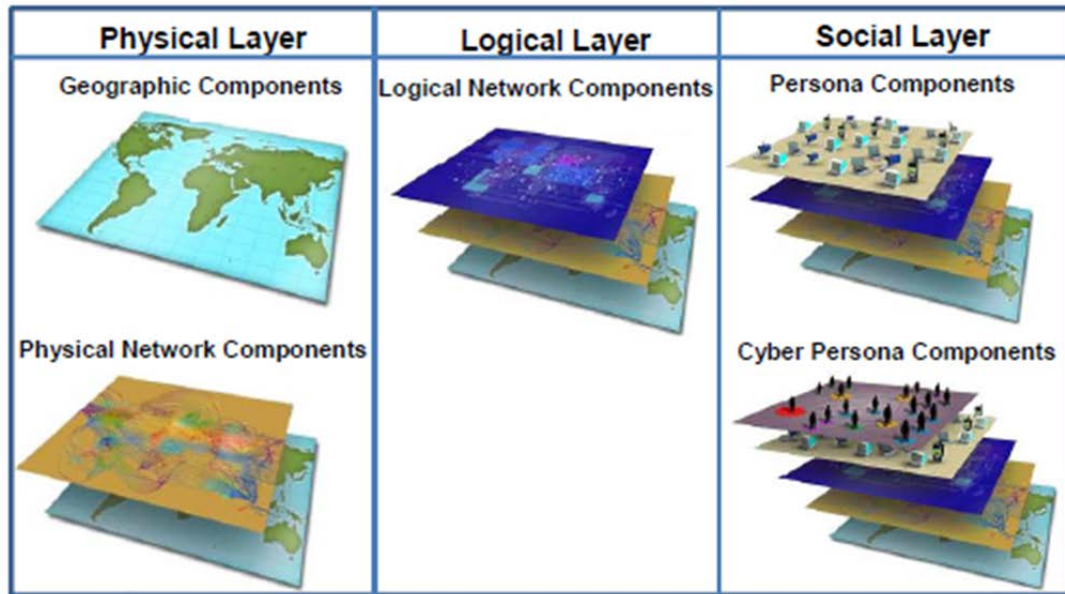 Physical Layer
Logical Layer
Social Layer
Geographic Components
Logical Network Components
Persona Components
Physical Network Components
Cyber Persona Components